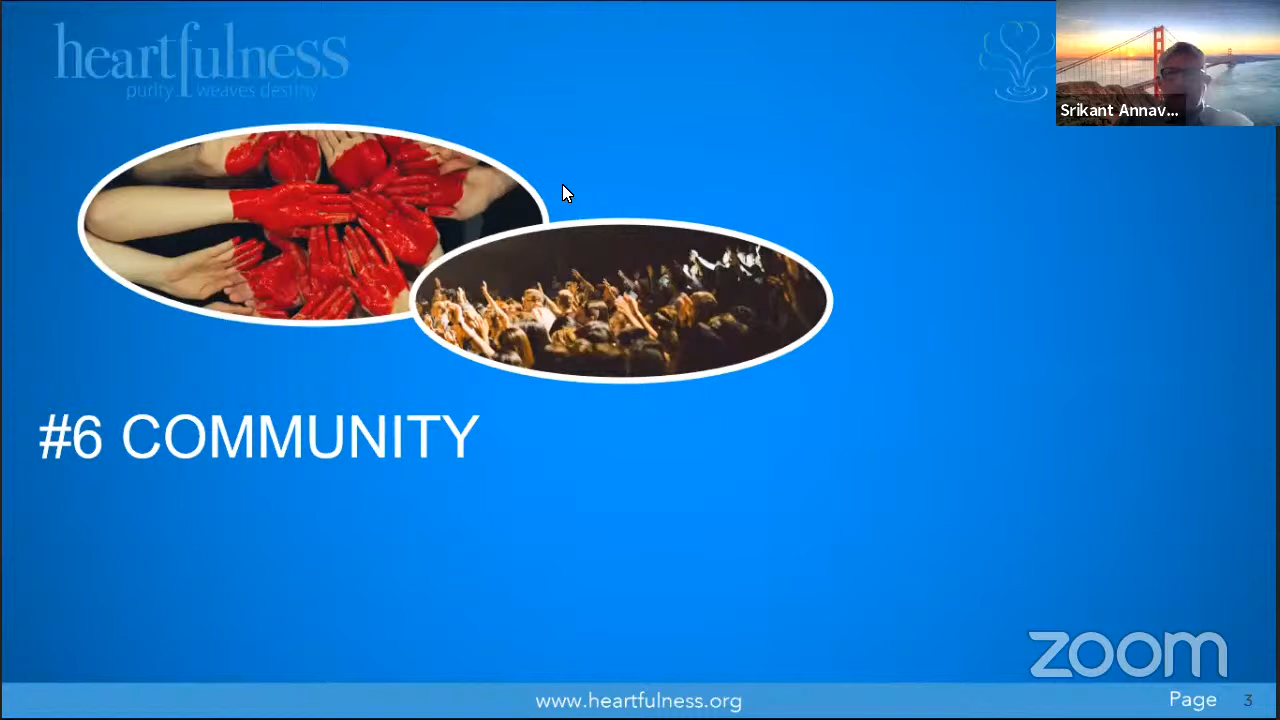 heartfulness
purity weaves destiny
Srikant Annav...
#6 COMMUNITY
zoom
www.heartfulness.org
Page 3